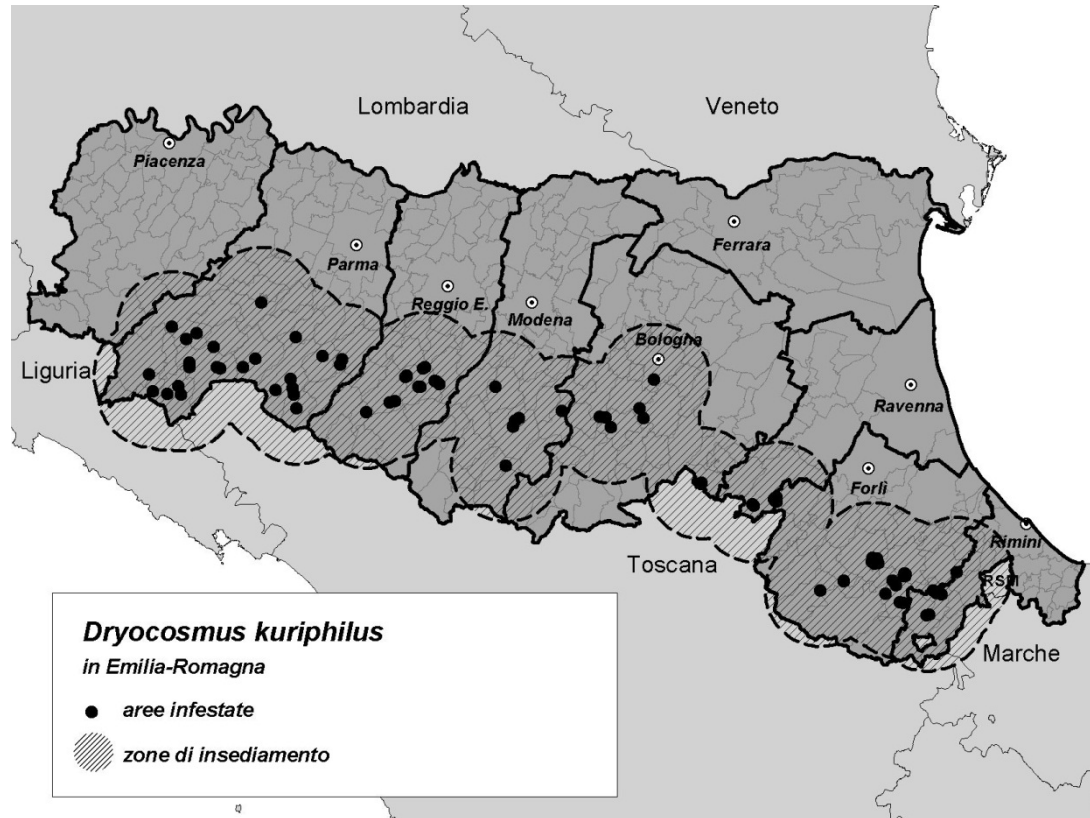 Lombardia
Veneto
Piacenza
Ferrara
Parma
Reggio E.
Modena
Bologna
Liguria
Ravenna
Forlì
Rimini
RSM
Toscana
Marche
Dryocosmus kuriphilus
in Emilia-Romagna
aree infestate
zone di insediamento